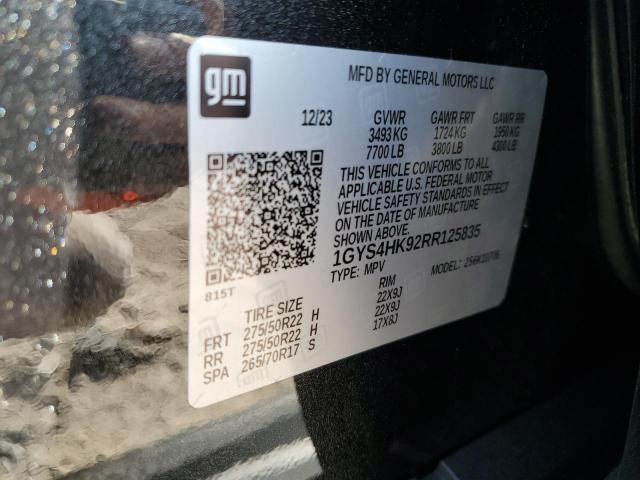 gm
MFD BY GENERAL MOTORS LLC
12/23 GVWR GAWR FRT GAWR RR
3493 KG 1724 KG 1950 KG
7700 LB 3800 LB 4300 LB
THIS VEHICLE CONFORMS TO ALL
APPLICABLE U.S. FEDERAL MOTOR
VEHICLE SAFETY STANDARDS IN EFFECT
ON THE DATE OF MANUFACTURE
SHOWN ABOVE.
1GYS4HK92RR125835
TYPE: MPV MODEL:
815T
TIRE SIZE RIM
FRT 275/50R22 H 22X9J
RR 275/50R22 H 22X9J
SPA 265/70R17 S 17X8J